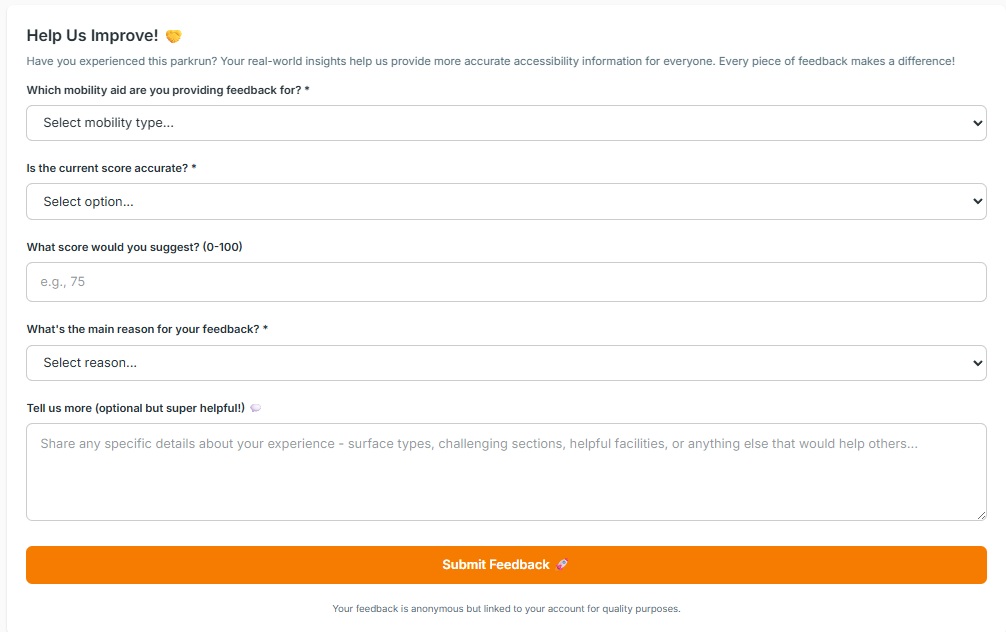 Help Us Improve! 🤝
Have you experienced this parkrun? Your real-world insights help us provide more accurate accessibility information for everyone. Every piece of feedback makes a difference!
Which mobility aid are you providing feedback for? *
Select mobility type...
Is the current score accurate? *
Select option...
What score would you suggest? (0-100)
e.g., 75
What's the main reason for your feedback? *
Select reason...
Tell us more (optional but super helpful!) 💬
Share any specific details about your experience - surface types, challenging sections, helpful facilities, or anything else that would help others...
Submit Feedback 🚀
Your feedback is anonymous but linked to your account for quality purposes.